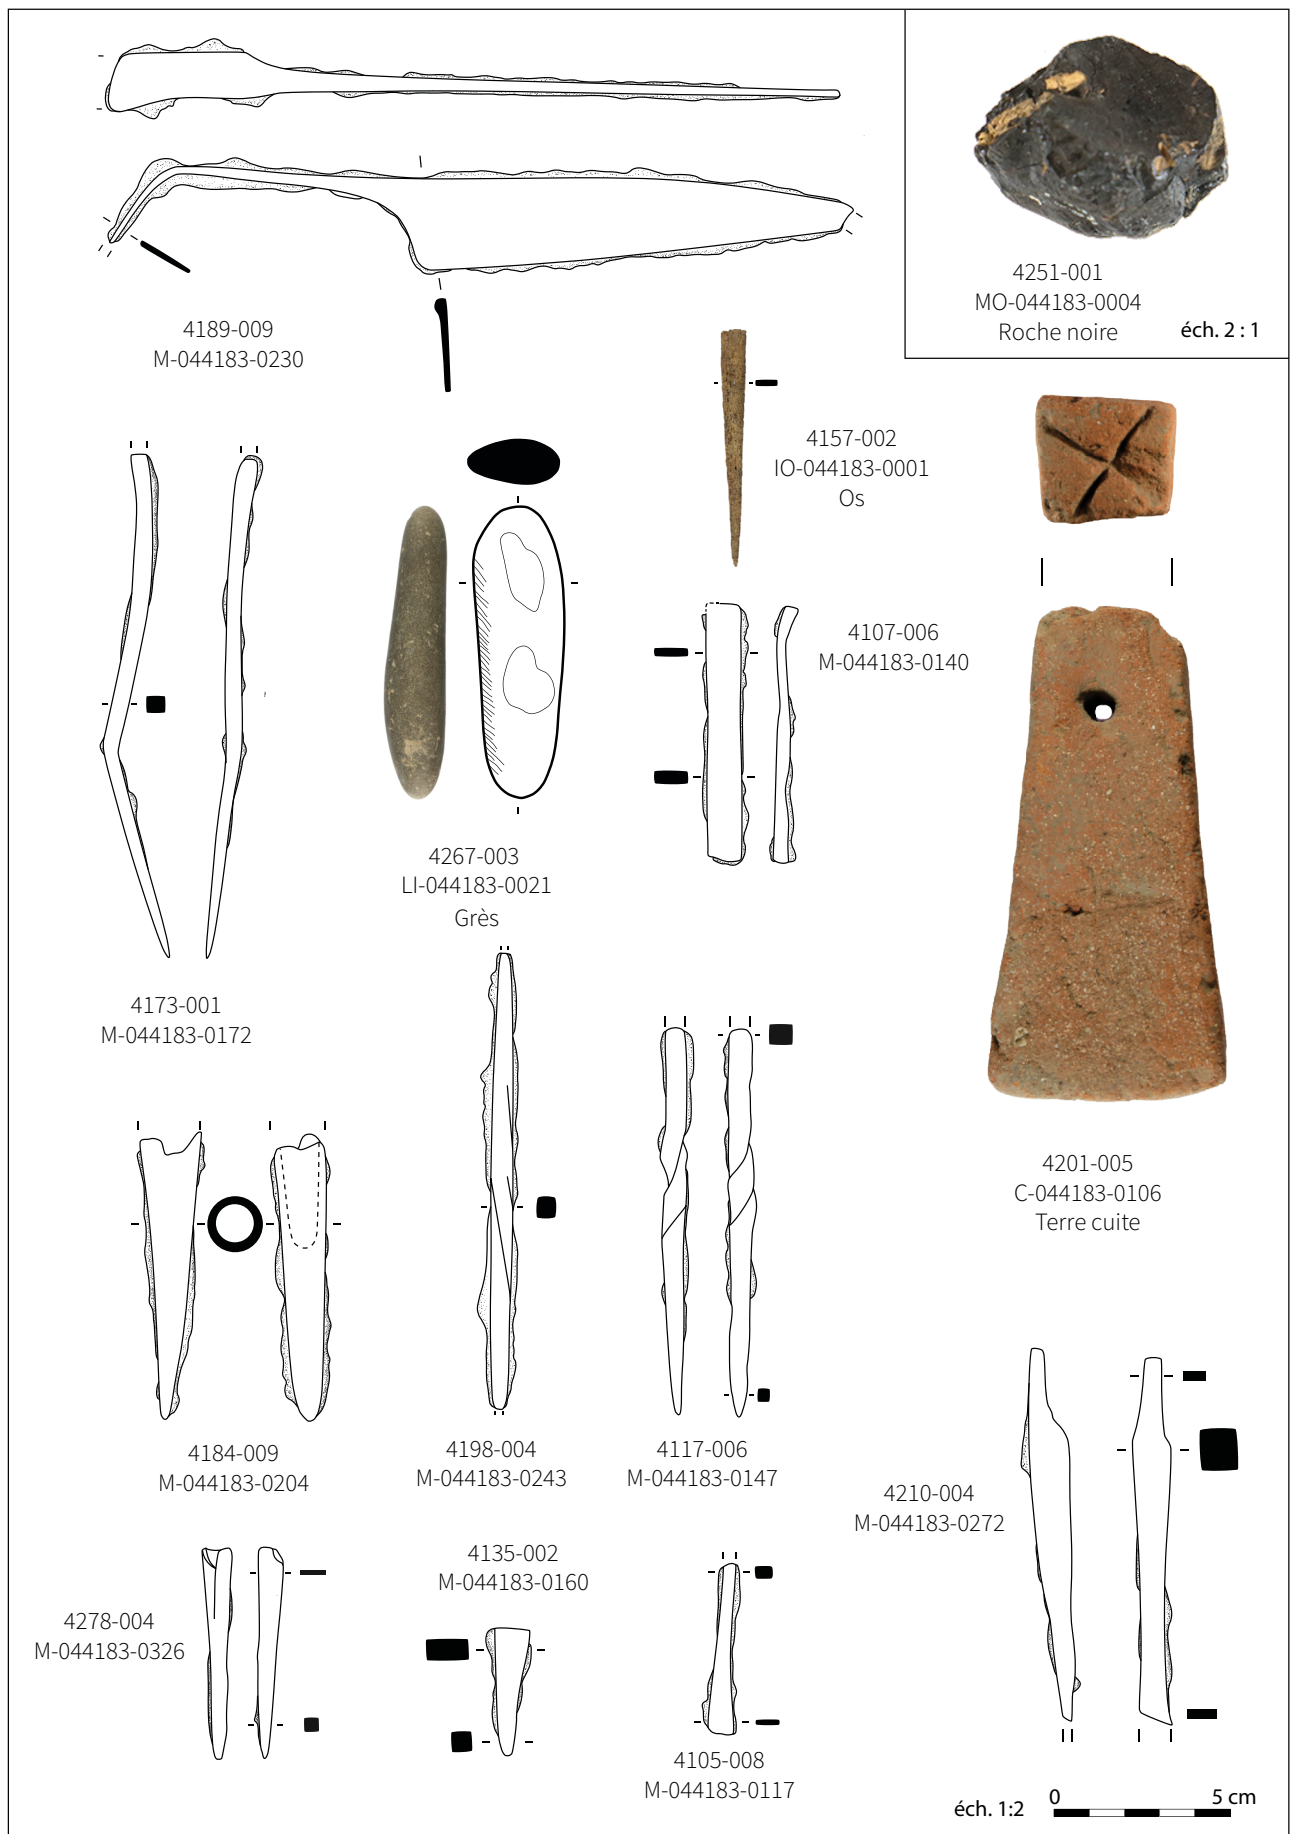 4251-001
MO-044183-0004
Roche noire
éch. 2 : 1
4189-009
M-044183-0230
4157-002
IO-044183-0001
Os
4107-006
M-044183-0140
4267-003
LI-044183-0021
Grès
4173-001
M-044183-0172
4201-005
C-044183-0106
Terre cuite
4184-009
M-044183-0204
4198-004
M-044183-0243
4117-006
M-044183-0147
4210-004
M-044183-0272
4278-004
M-044183-0326
4135-002
M-044183-0160
4105-008
M-044183-0117
éch. 1:2
0 5 cm